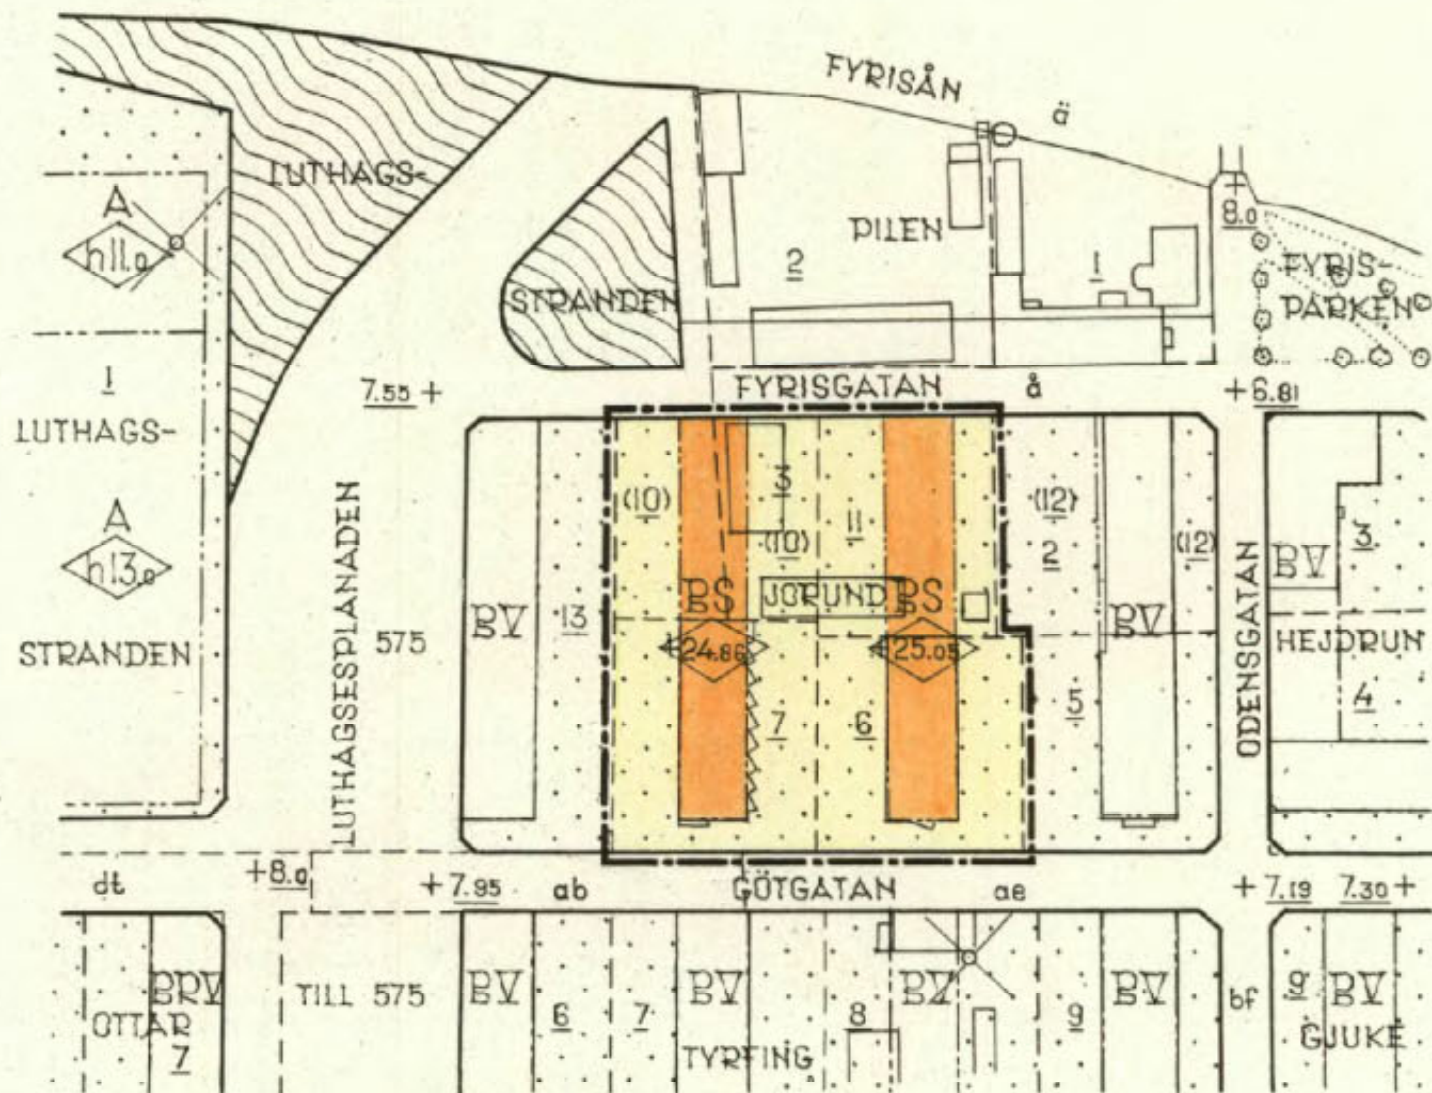 FYRISÅN
ä
LUTHAGS-
A
h11.0
PILEN
+
8.0
2
1
FYRIS-
PARKEN
STRANDEN
1
LUTHAGS-
7.55 +
FYRISGATAN
å
+ 6.81
A
h13.0
STRANDEN
LUTHAGSESPLANADEN
575
(10)
3
(10)
11
(12)
2
(12)
3
BV
13
BS
JORUND
BS
BV
BV
ODENSGATAN
HEJDRUN
24.86
25.05
7
6
5
4
dt
+8.0
+ 7.95
ab
GÖTGATAN
ae
+ 7.19
7.30 +
BRV
OTTAR
7
TILL 575
BV
6
7
BV
TYRFING
8
BV
9
BV
bf
9
BV
GJUKE